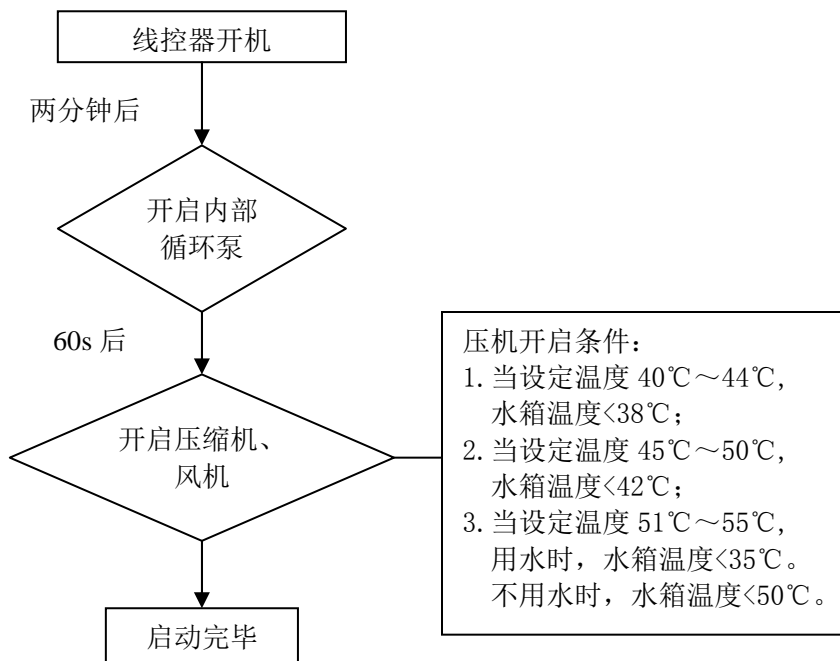 线控器开机
两分钟后
开启内部
循环泵
60s 后
压机开启条件：
1. 当设定温度 40℃～44℃，
水箱温度<38℃；
2. 当设定温度 45℃～50℃，
水箱温度<42℃；
3. 当设定温度 51℃～55℃，
用水时，水箱温度<35℃。
不用水时，水箱温度<50℃。
开启压缩机、
风机
启动完毕